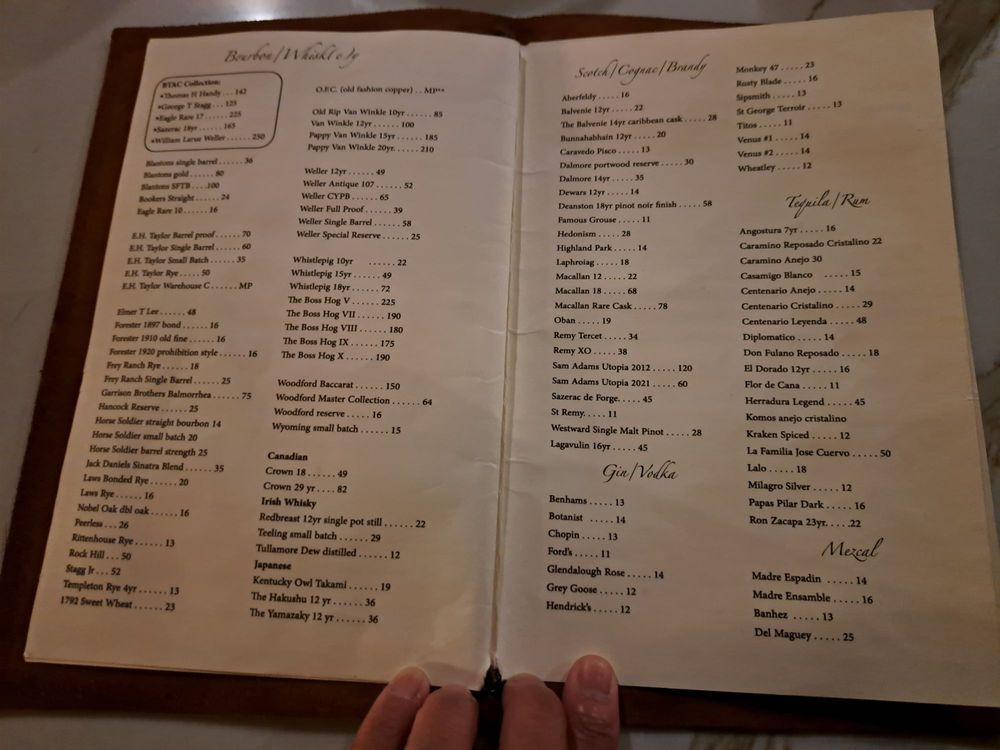 Bourbon/Whisk(e)y
BTAC Collection:
•Thomas H Handy . . . 142
•George T Stagg . . . 125
•Eagle Rare 17 . . . . . . 225
•Sazerac 18yr . . . . . 165
•William Larue Weller . . . . . . 250
Blantons single barrel . . . . . . 36
Blantons gold . . . . . . 80
Blantons SFTB . . . .100
Bookers Straight . . . . . 24
Eagle Rare 10 . . . . . . 16
E.H. Taylor Barrel proof . . . . . 70
E.H. Taylor Single Barrel . . . . . 60
E.H. Taylor Small Batch . . . . . 35
E.H. Taylor Rye . . . . . 50
E.H. Taylor Warehouse C . . . . . MP
Elmer T Lee . . . . . 48
Forester 1897 bond . . . . . 16
Forester 1910 old fine . . . . . 16
Forester 1920 prohibition style . . . . . . 16
Frey Ranch Rye . . . . . 18
Frey Ranch Single Barrel . . . . . 25
Garrison Brothers Balmorrhea . . . . . 75
Hancock Reserve . . . . . 25
Horse Soldier straight bourbon 14
Horse Soldier small batch 20
Horse Soldier barrel strength 25
Jack Daniels Sinatra Blend . . . . . 35
Laws Bonded Rye . . . . . 20
Laws Rye . . . . . 16
Nobel Oak dbl oak . . . . . 16
Peerless . . . 26
Rittenhouse Rye . . . . . 13
Rock Hill . . . 50
Stagg Jr . . . 52
Templeton Rye 4yr . . . . . 13
1792 Sweet Wheat . . . . . 23
O.F.C. (old fashion copper) . . MP**
Old Rip Van Winkle 10yr . . . . . . 85
Van Winkle 12yr . . . . . 100
Pappy Van Winkle 15yr . . . . . 185
Pappy Van Winkle 20yr. . . . . 210
Weller 12yr . . . . . 49
Weller Antique 107 . . . . . 52
Weller CYPB . . . . . 65
Weller Full Proof . . . . . 39
Weller Single Barrel . . . . . 58
Weller Special Reserve . . . . . 25
Whistlepig 10yr . . . . . . 22
Whistlepig 15yr . . . . . 49
Whistlepig 18yr . . . . . 72
The Boss Hog V . . . . . 225
The Boss Hog VII . . . . . 190
The Boss Hog VIII . . . . . 180
The Boss Hog IX . . . . . 175
The Boss Hog X . . . . . 190
Woodford Baccarat . . . . . 150
Woodford Master Collection . . . . . . 64
Woodford reserve . . . . . 16
Wyoming small batch . . . . . . 15
Canadian
Crown 18 . . . . . . 49
Crown 29 yr . . . . 82
Irish Whisky
Redbreast 12yr single pot still . . . . . . 22
Teeling small batch . . . . . . 29
Tullamore Dew distilled . . . . . 12
Japanese
Kentucky Owl Takami . . . . . 19
The Hakushu 12 yr . . . . . . 36
The Yamazaky 12 yr . . . . . . 36
Scotch/Cognac/Brandy
Aberfeldy . . . . . 16
Balvenie 12yr . . . . . 22
The Balvenie 14yr caribbean cask . . . . . 28
Bunnahabhain 12yr . . . . . 20
Caravedo Pisco . . . . . 13
Dalmore portwood reserve . . . . . 30
Dalmore 14yr . . . . . 35
Dewars 12yr . . . . . 14
Deanston 18yr pinot noir finish . . . . . 58
Famous Grouse . . . . . 11
Hedonism . . . . . 28
Highland Park . . . . . 14
Laphroiag . . . . . 18
Macallan 12 . . . . . 22
Macallan 18 . . . . . 68
Macallan Rare Cask . . . . . 78
Oban . . . . . 19
Remy Tercet . . . . . 34
Remy XO . . . . . 38
Sam Adams Utopia 2012 . . . . . 120
Sam Adams Utopia 2021 . . . . . 60
Sazerac de Forge. . . . . 45
St Remy. . . . . 11
Westward Single Malt Pinot . . . . . 28
Lagavulin 16yr . . . . . 45
Gin/Vodka
Benhams . . . . . 13
Botanist . . . . . 14
Chopin . . . . . 13
Ford's . . . . . 11
Glendalough Rose . . . . . 14
Grey Goose . . . . . 12
Hendrick's . . . . . 12
Monkey 47 . . . . . 23
Rusty Blade . . . . . 16
Sipsmith . . . . . 13
St George Terroir . . . . . 13
Titos . . . . . 11
Venus #1 . . . . . 14
Venus #2 . . . . . 14
Wheatley . . . . . 12
Tequila/Rum
Angostura 7yr . . . . . 16
Caramino Reposado Cristalino 22
Caramino Anejo 30
Casamigo Blanco . . . . . 15
Centenario Anejo . . . . . 14
Centenario Cristalino . . . . . 29
Centenario Leyenda . . . . . 48
Diplomatico . . . . . 14
Don Fulano Reposado . . . . . 18
El Dorado 12yr . . . . . 16
Flor de Cana . . . . . 11
Herradura Legend . . . . . 45
Komos anejo cristalino
Kraken Spiced . . . . . 12
La Familia Jose Cuervo . . . . . 50
Lalo . . . . . 18
Milagro Silver . . . . . 12
Papas Pilar Dark . . . . . 16
Ron Zacapa 23yr. . . . .22
Mezcal
Madre Espadin . . . . . 14
Madre Ensamble . . . . . 16
Banhez . . . . . 13
Del Maguey . . . . . 25